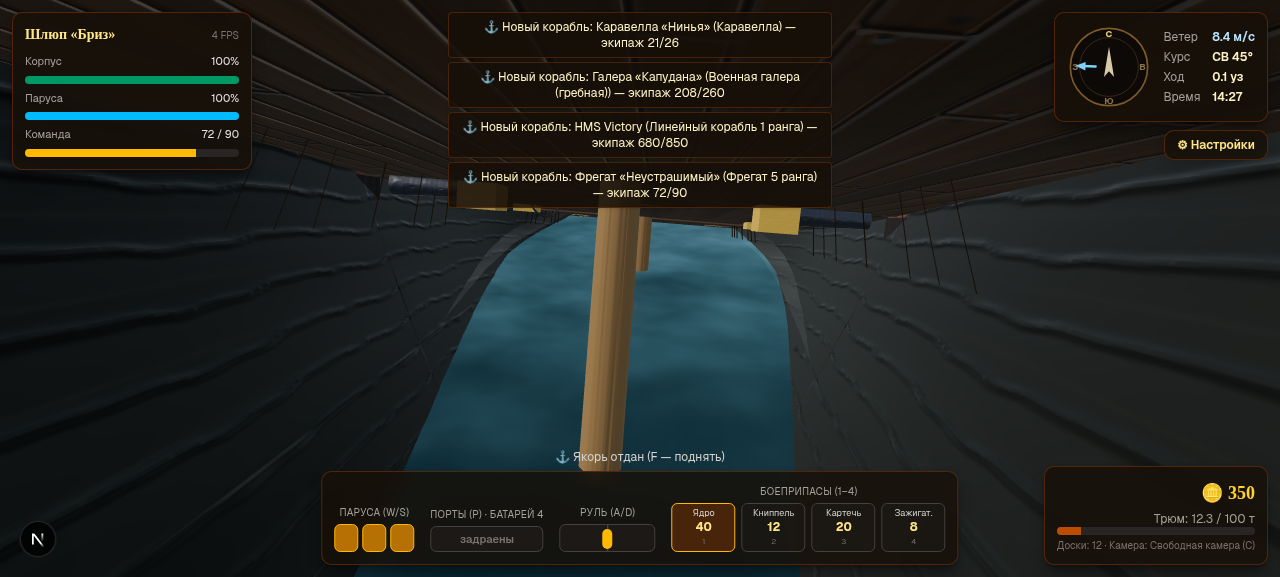 Шлюп «Бриз»
4 FPS
Корпус 100%
Паруса 100%
Команда 72 / 90
⚓ Новый корабль: Каравелла «Нинья» (Каравелла) —
экипаж 21/26
⚓ Новый корабль: Галера «Капудана» (Военная галера
(гребная)) — экипаж 208/260
⚓ Новый корабль: HMS Victory (Линейный корабль 1 ранга) —
экипаж 680/850
⚓ Новый корабль: Фрегат «Неустрашимый» (Фрегат 5 ранга)
— экипаж 72/90
С
З В
Ю
Ветер 8.4 м/с
Курс СВ 45°
Ход 0.1 уз
Время 14:27
⚙ Настройки
⚓ Якорь отдан (F — поднять)
ПАРУСА (W/S)
ПОРТЫ (P) · БАТАРЕЙ 4
задраены
РУЛЬ (A/D)
БОЕПРИПАСЫ (1–4)
Ядро
40
1
Книппель
12
2
Картечь
20
3
Зажигат.
8
4
🪙 350
Трюм: 12.3 / 100 т
Доски: 12 · Камера: Свободная камера (C)
N